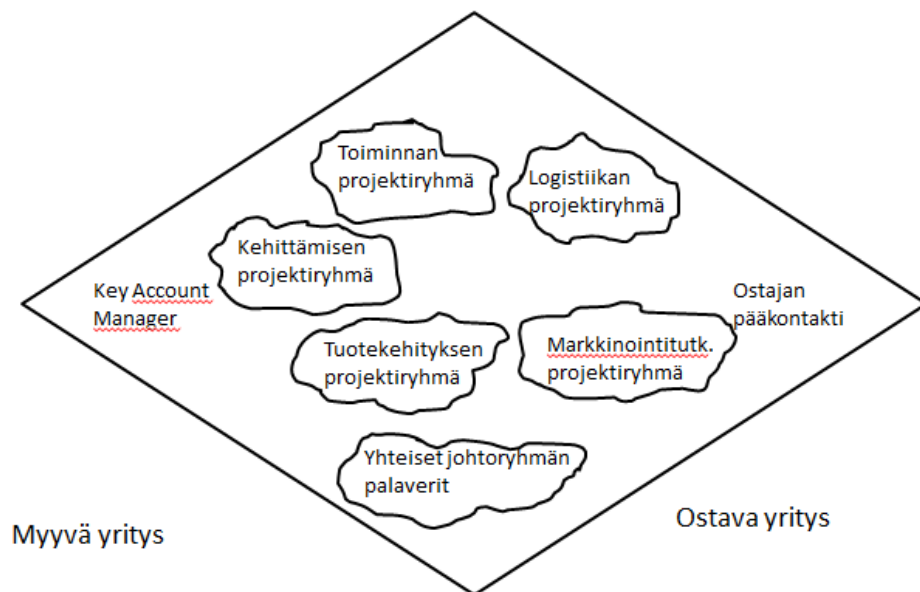 Toiminnan
projektiryhmä
Logistiikan
projektiryhmä
Kehittämisen
projektiryhmä
Key Account
Manager
Ostajan
pääkontakti
Tuotekehityksen
projektiryhmä
Markkinointitutk.
projektiryhmä
Yhteiset johtoryhmän
palaverit
Myyvä yritys
Ostava yritys